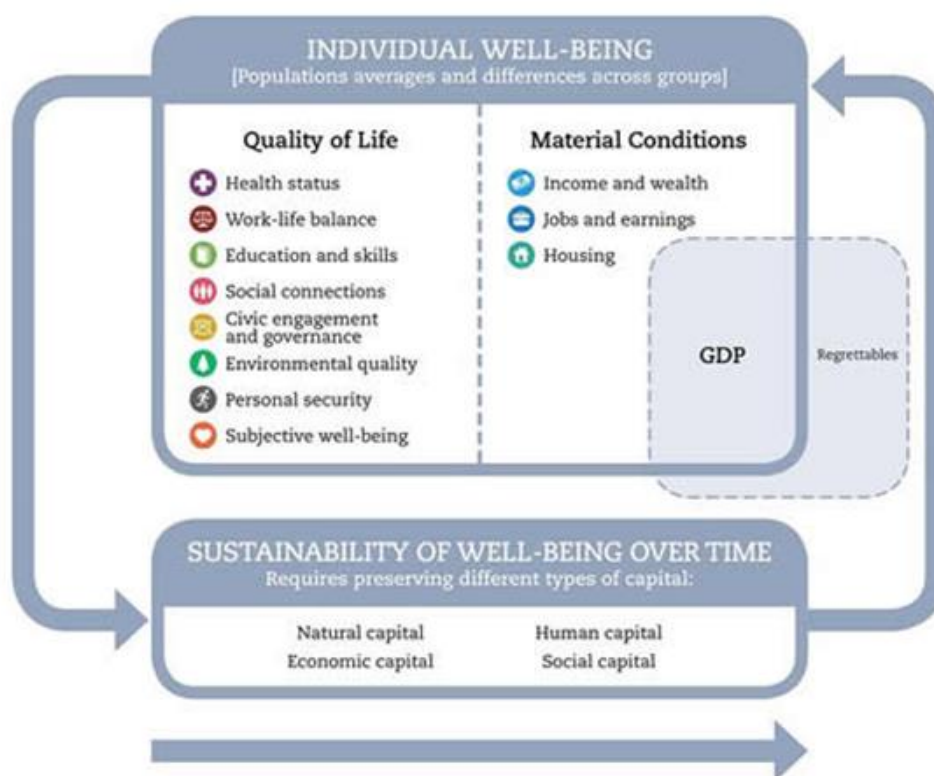 INDIVIDUAL WELL-BEING
[Populations averages and differences across groups]
Quality of Life
Health status
Work-life balance
Education and skills
Social connections
Civic engagement
and governance
Environmental quality
Personal security
Subjective well-being
Material Conditions
Income and wealth
Jobs and earnings
Housing
GDP
Regrettables
SUSTAINABILITY OF WELL-BEING OVER TIME
Requires preserving different types of capital:
Natural capital
Human capital
Economic capital
Social capital